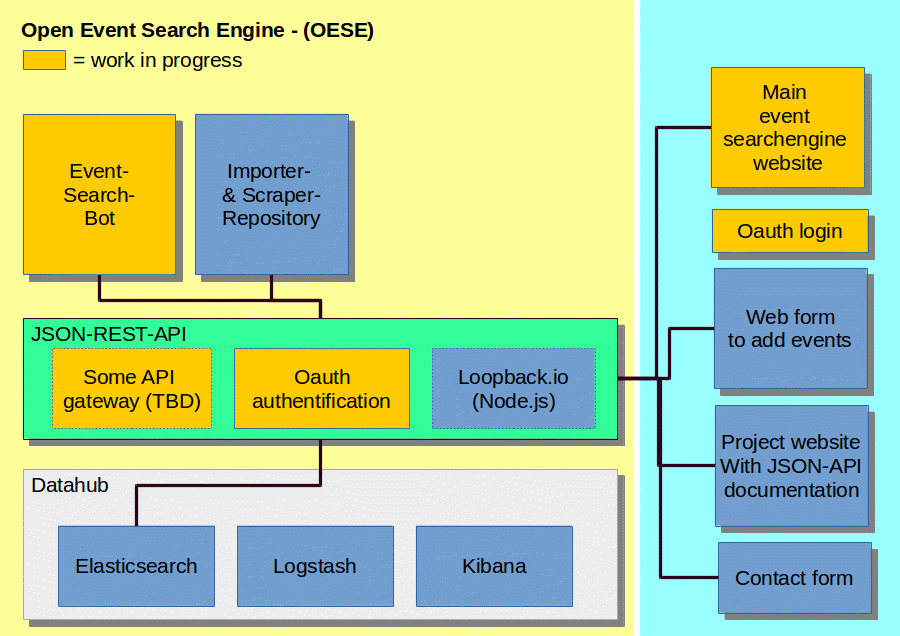 Open Event Search Engine - (OESE)
= work in progress
Event-
Search-
Bot
Importer-
& Scraper-
Repository
JSON-REST-API
Some API
gateway (TBD)
Oauth
authentification
Loopback.io
(Node.js)
Datahub
Elasticsearch
Logstash
Kibana
Main
event
searchengine
website
Oauth login
Web form
to add events
Project website
With JSON-API
documentation
Contact form